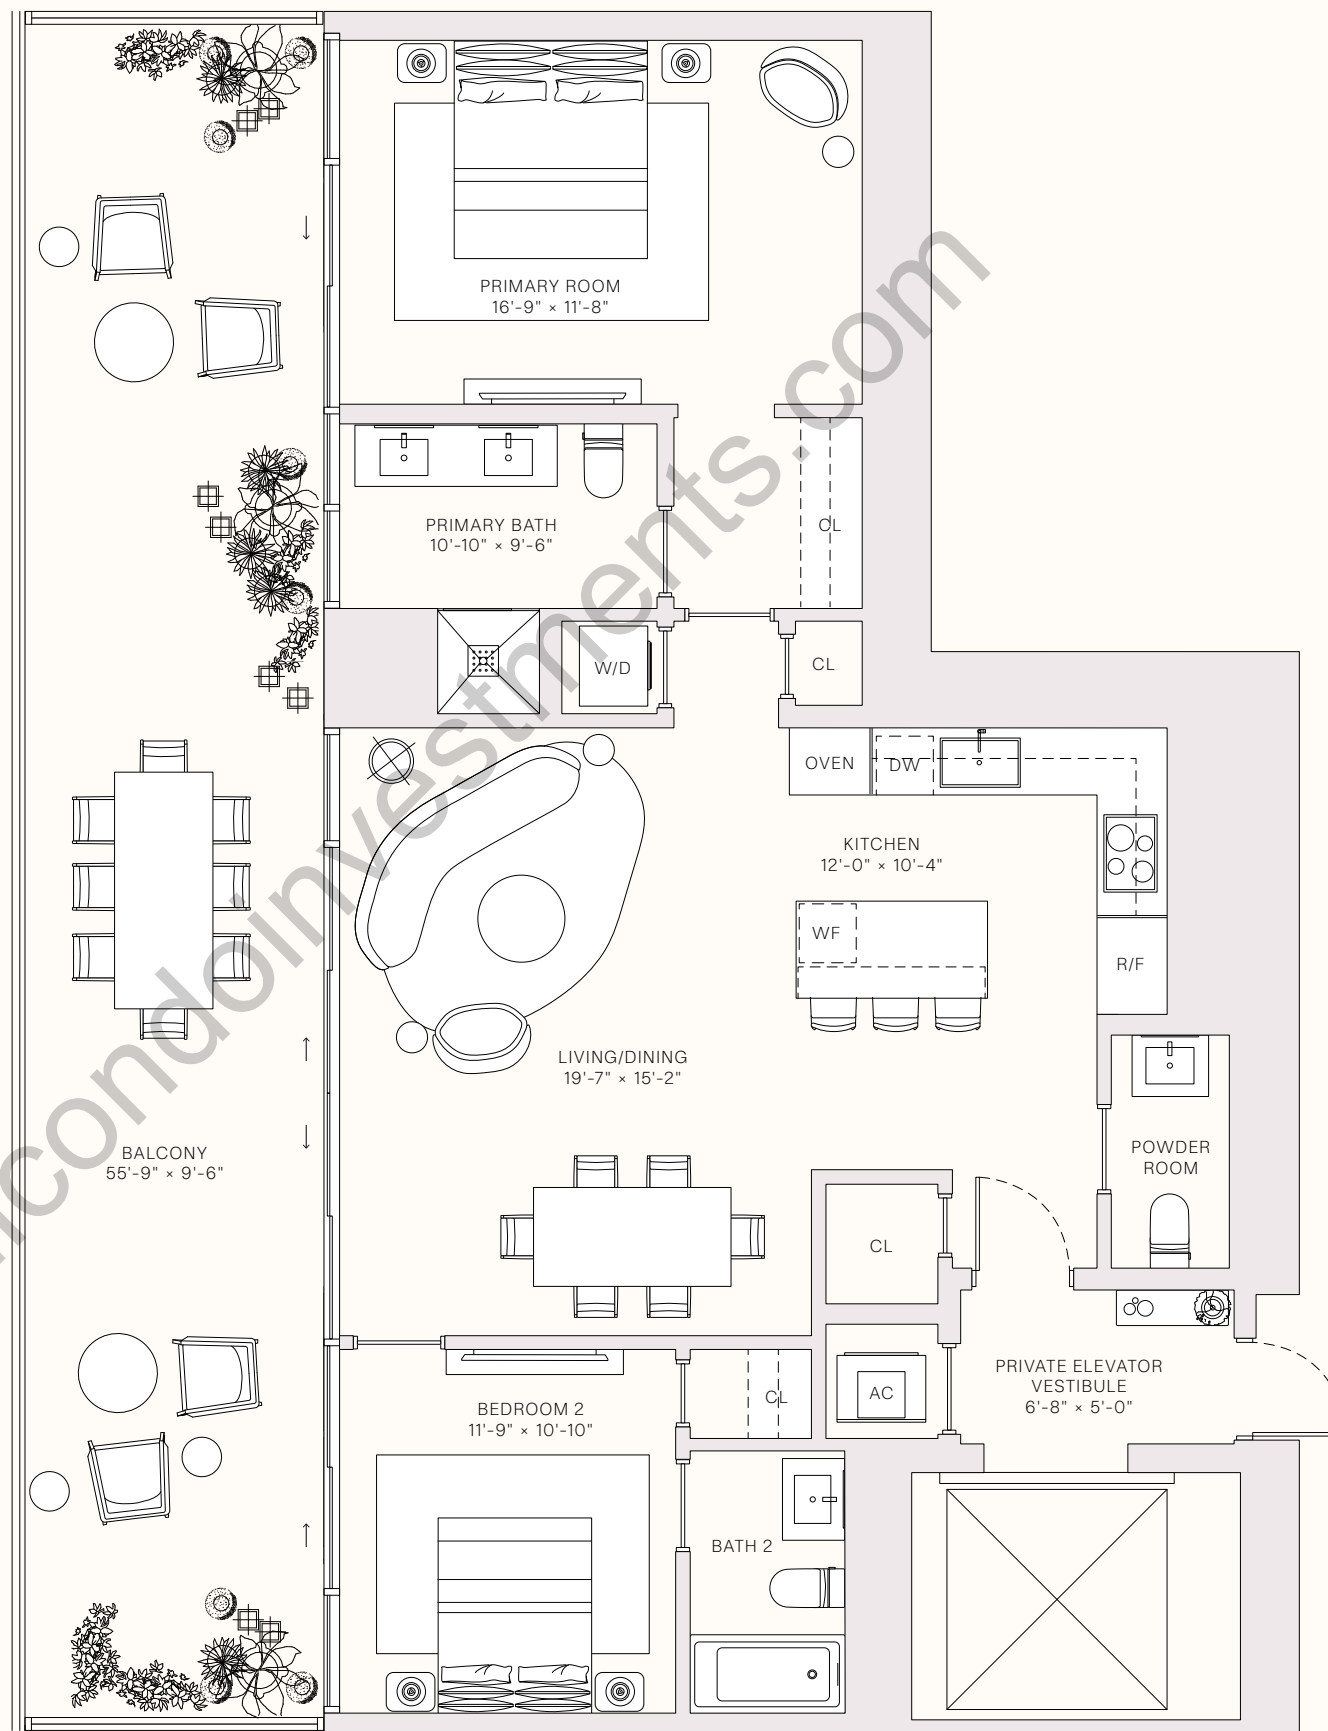 PRIMARY ROOM
16'-9" × 11'-8"
PRIMARY BATH
10'-10" × 9'-6"
CL
W/D
CL
OVEN
DW
KITCHEN
12'-0" × 10'-4"
WF
R/F
LIVING/DINING
19'-7" × 15'-2"
BALCONY
55'-9" × 9'-6"
POWDER
ROOM
CL
PRIVATE ELEVATOR
VESTIBULE
6'-8" × 5'-0"
AC
CL
BEDROOM 2
11'-9" × 10'-10"
BATH 2
condoinvestments.com